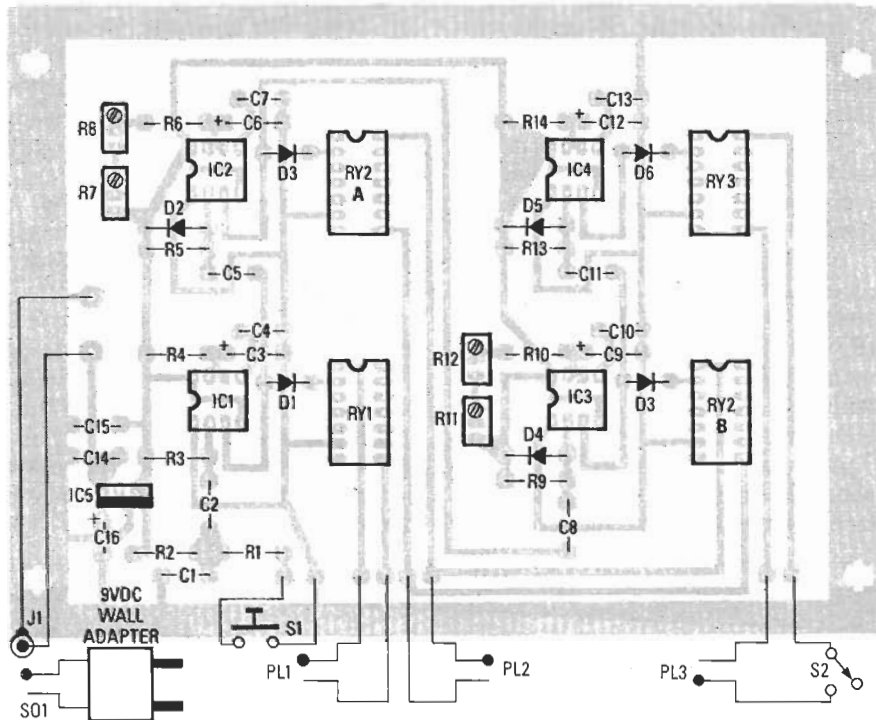 C7
C13
R8
R6
+
C6
R14
+
C12
IC2
D3
RY2
A
IC4
D6
RY3
R7
D2
D5
R5
R13
C5
C11
C4
C10
R4
+
C3
R12
R10
+
C9
IC1
D1
RY1
IC3
D3
RY2
B
R11
C15
D4
C14
R3
R9
IC5
C2
+
C16
C8
R2
R1
C1
J1
9VDC
WALL
ADAPTER
S1
PL1
PL2
PL3
S2
SO1